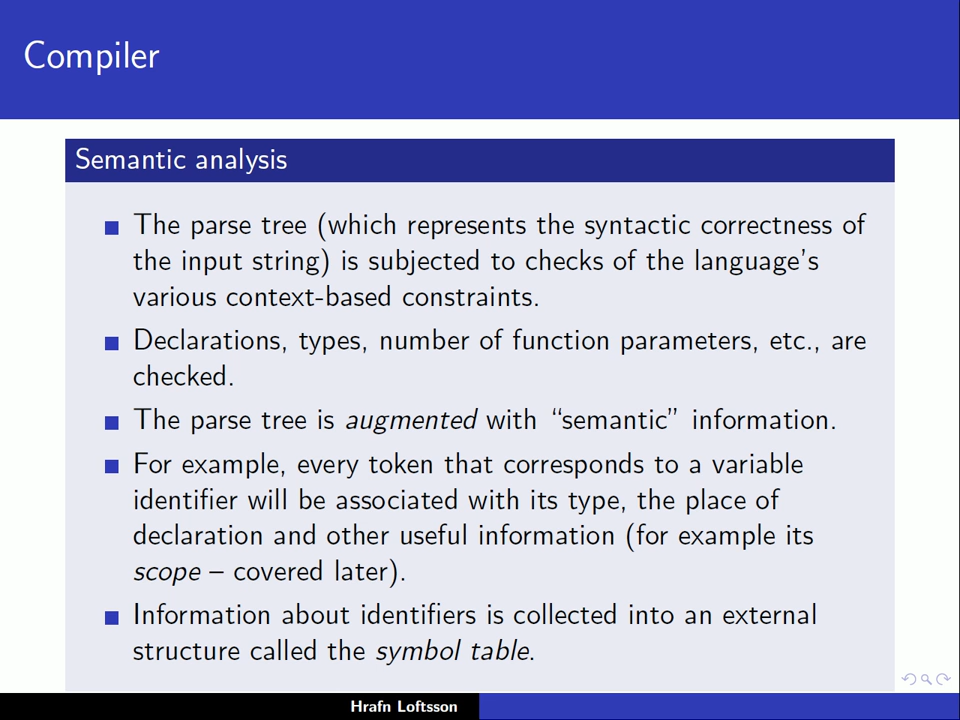 Compiler
Semantic analysis
The parse tree (which represents the syntactic correctness of
the input string) is subjected to checks of the language's
various context-based constraints.
Declarations, types, number of function parameters, etc., are
checked.
The parse tree is augmented with “semantic” information.
For example, every token that corresponds to a variable
identifier will be associated with its type, the place of
declaration and other useful information (for example its
scope – covered later).
Information about identifiers is collected into an external
structure called the symbol table.
Hrafn Loftsson